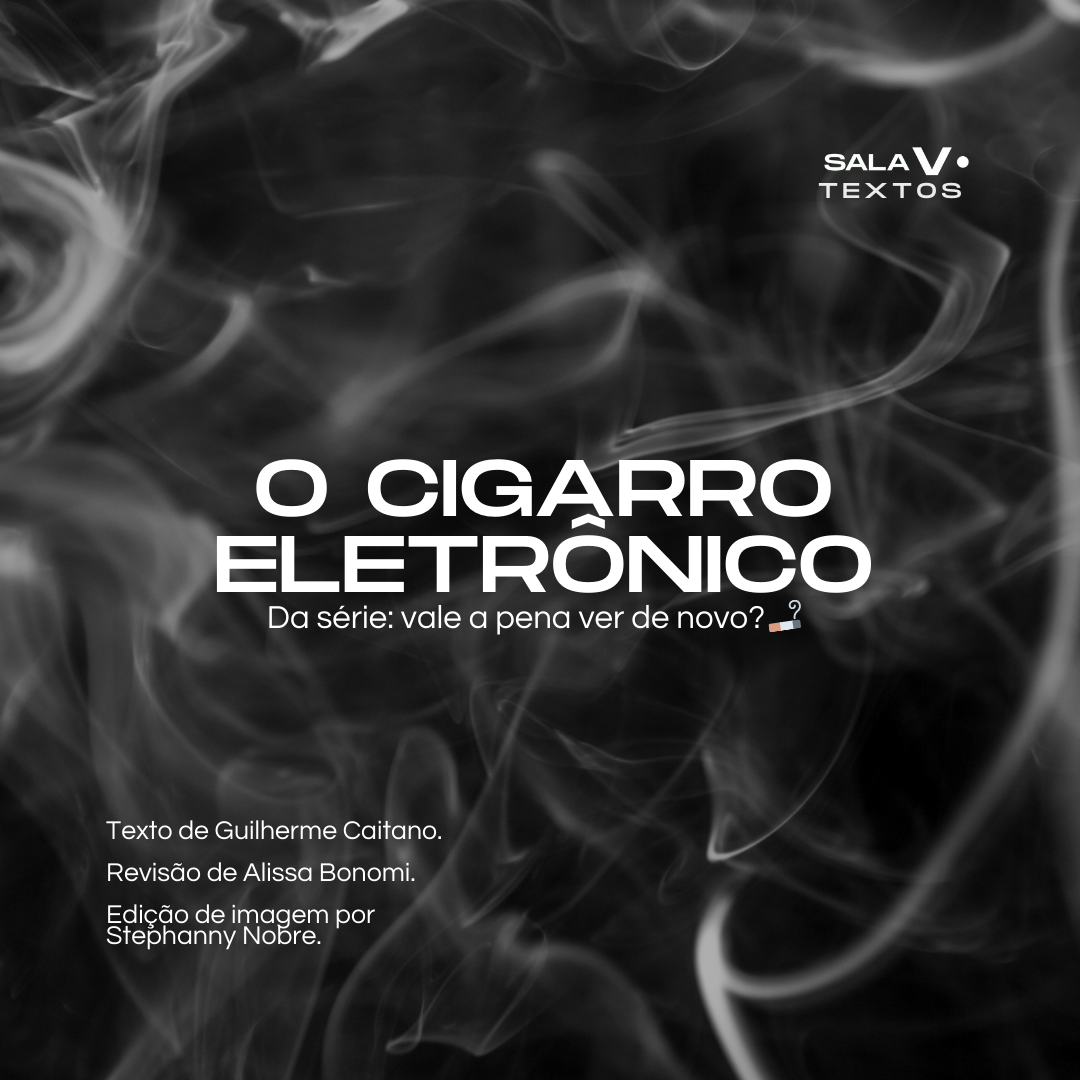 SALA V.
TEXTOS
O CIGARRO
ELETRÔNICO
Da série: vale a pena ver de novo? 🚬
Texto de Guilherme Caitano.
Revisão de Alissa Bonomi.
Edição de imagem por
Stephanny Nobre.